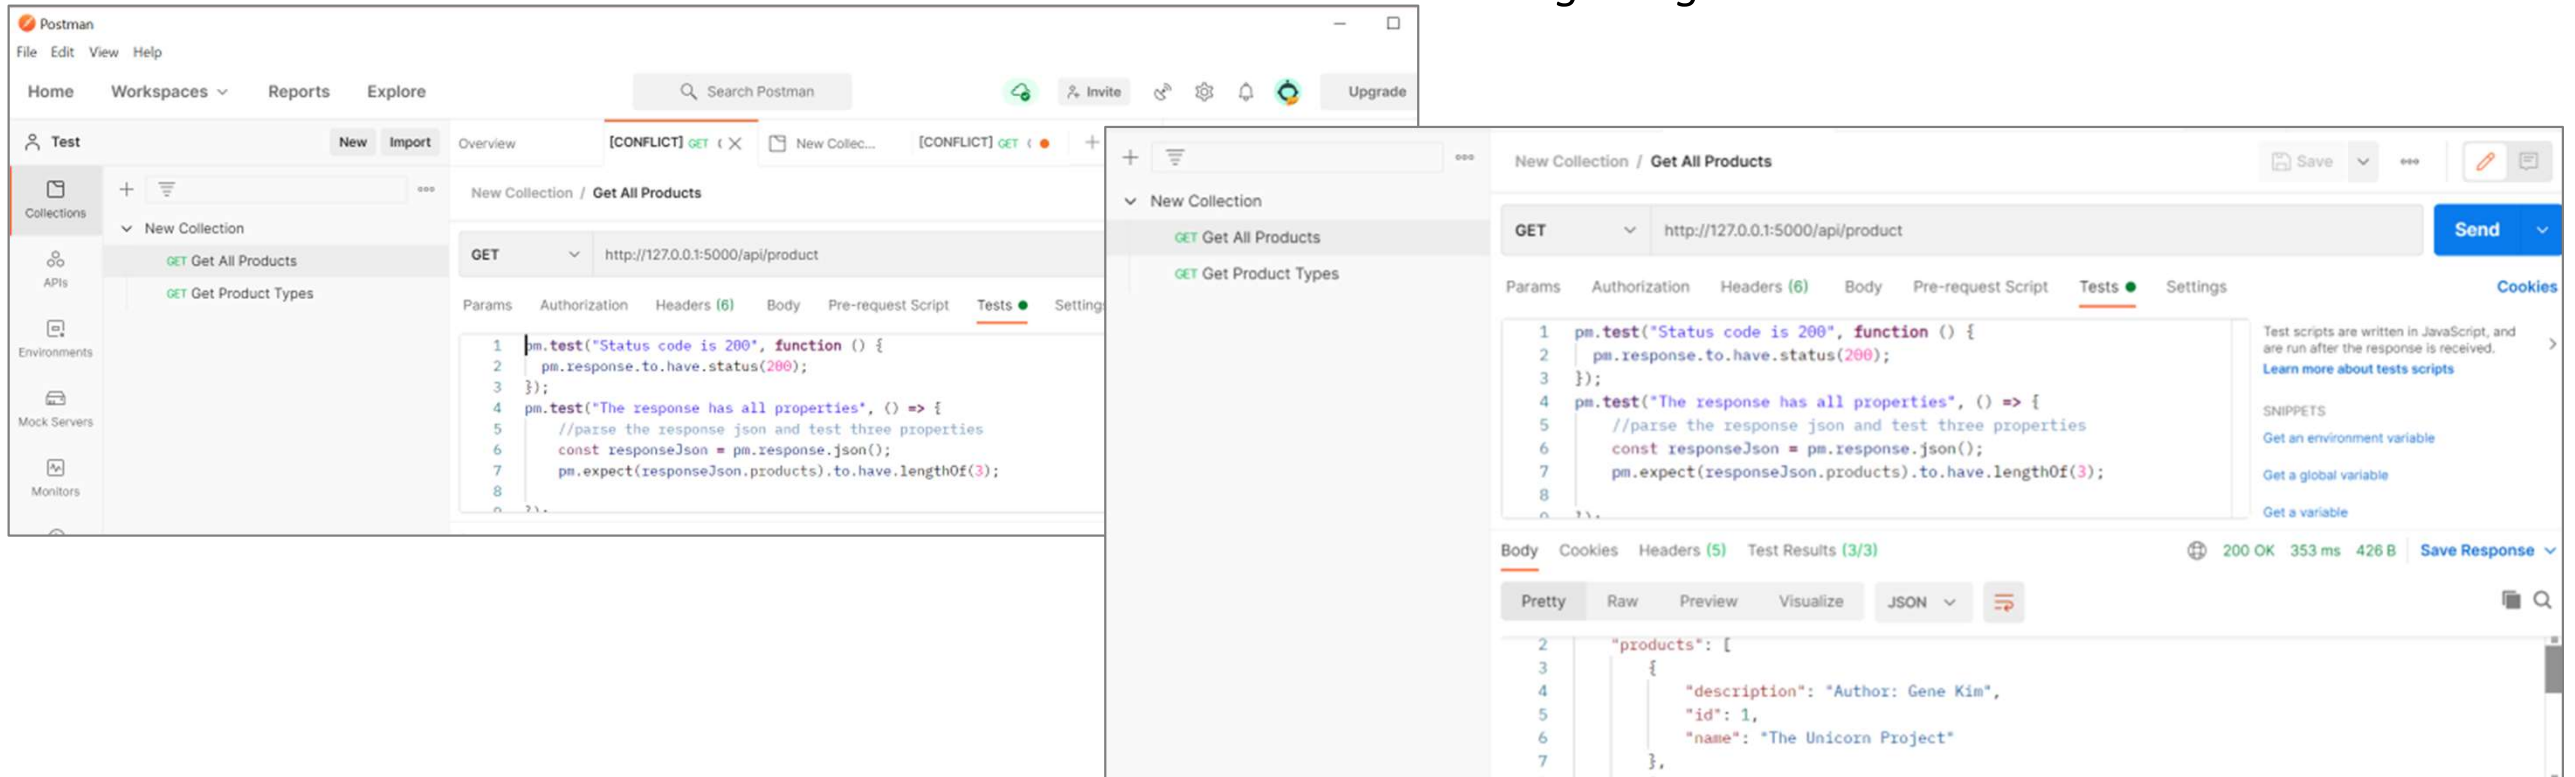 Postman
File Edit View Help
Home Workspaces Reports Explore Search Postman Invite Upgrade
Test New Import Overview [CONFLICT] GET New Collec... [CONFLICT] GET
Collections
APIs
Environments
Mock Servers
Monitors
New Collection
GET Get All Products
GET Get Product Types
New Collection / Get All Products
GET http://127.0.0.1:5000/api/product
Params Authorization Headers (6) Body Pre-request Script Tests Setting
1 pm.test("Status code is 200", function () {
2 pm.response.to.have.status(200);
3 });
4 pm.test("The response has all properties", () => {
5 //parse the response json and test three properties
6 const responseJson = pm.response.json();
7 pm.expect(responseJson.products).to.have.lengthOf(3);
8
New Collection
GET Get All Products
GET Get Product Types
New Collection / Get All Products Save
GET http://127.0.0.1:5000/api/product Send
Params Authorization Headers (6) Body Pre-request Script Tests Settings Cookies
1 pm.test("Status code is 200", function () {
2 pm.response.to.have.status(200);
3 });
4 pm.test("The response has all properties", () => {
5 //parse the response json and test three properties
6 const responseJson = pm.response.json();
7 pm.expect(responseJson.products).to.have.lengthOf(3);
8
9 });
Test scripts are written in JavaScript, and
are run after the response is received.
Learn more about tests scripts
SNIPPETS
Get an environment variable
Get a global variable
Get a variable
Body Cookies Headers (5) Test Results (3/3) 200 OK 353 ms 426 B Save Response
Pretty Raw Preview Visualize JSON
2 "products": [
3 {
4 "description": "Author: Gene Kim",
5 "id": 1,
6 "name": "The Unicorn Project"
7 },